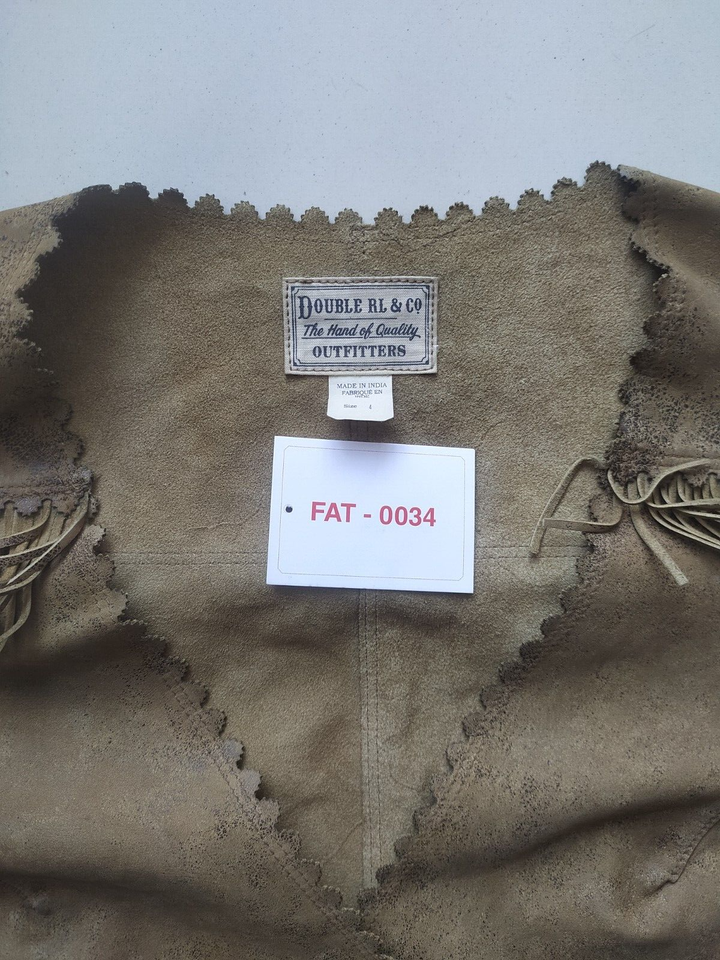 DOUBLE RL & CO
The Hand of Quality
OUTFITTERS
MADE IN INDIA
FABRIQUE EN
FAT - 0034